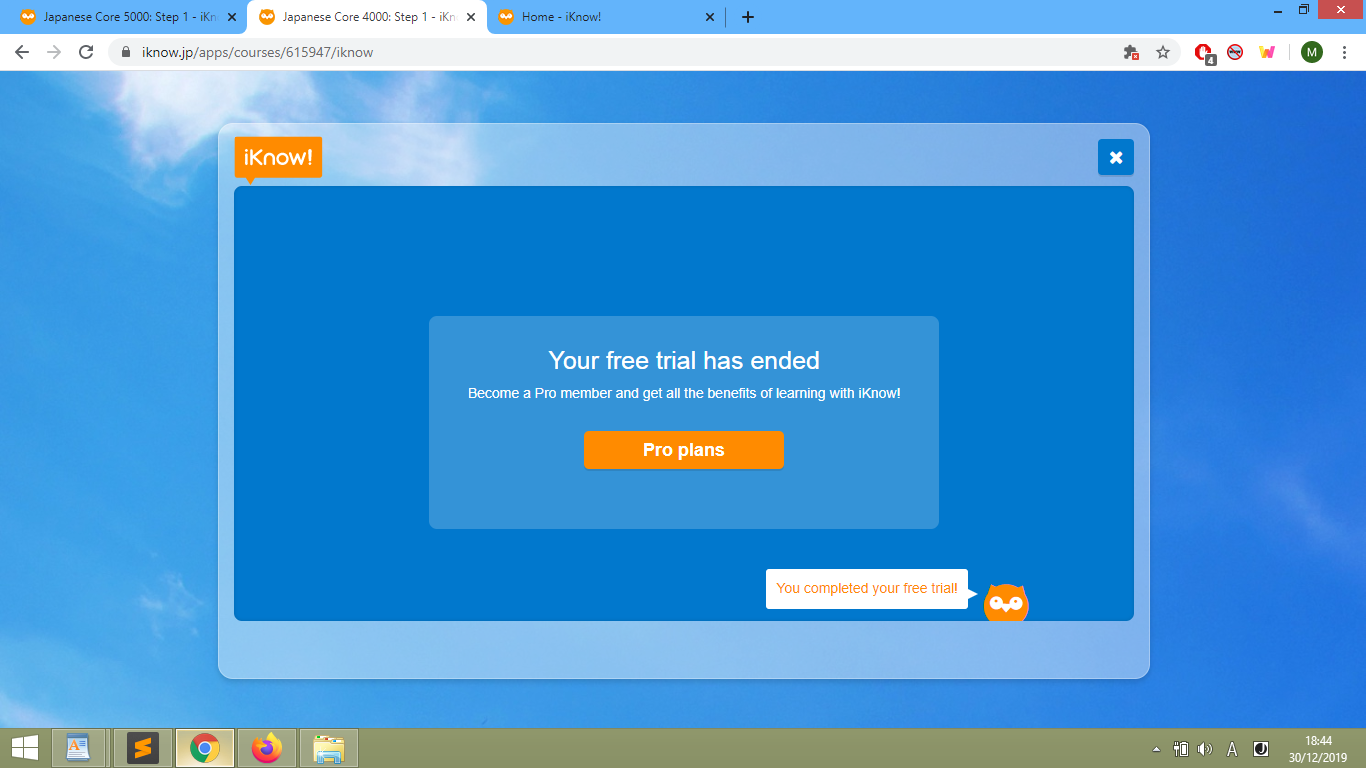 Japanese Core 5000: Step 1 - iKn
Japanese Core 4000: Step 1 - iKn
Home - iKnow!
iknow.jp/apps/courses/615947/iknow
4
M
iKnow!
Your free trial has ended
Become a Pro member and get all the benefits of learning with iKnow!
Pro plans
You completed your free trial!
A
18:44
30/12/2019